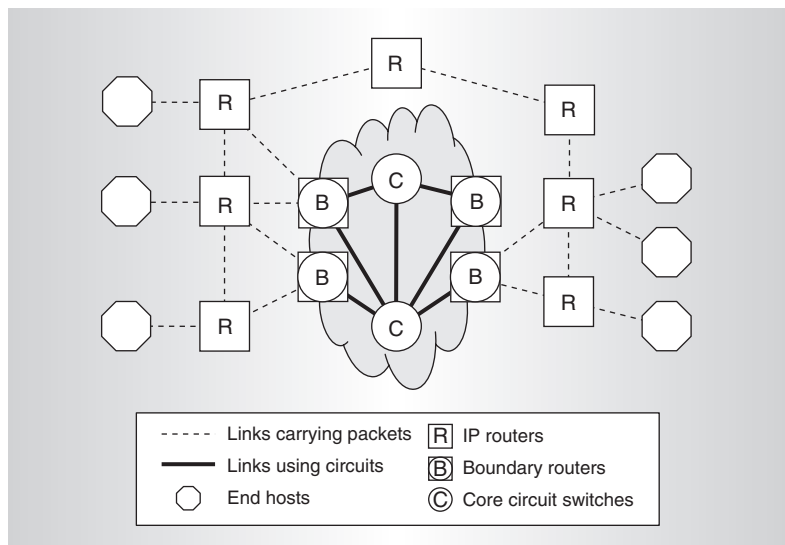 R
R
R
R
C
R
B
B
R
B
B
R
R
C
Links carrying packets
R IP routers
Links using circuits
B Boundary routers
End hosts
C Core circuit switches